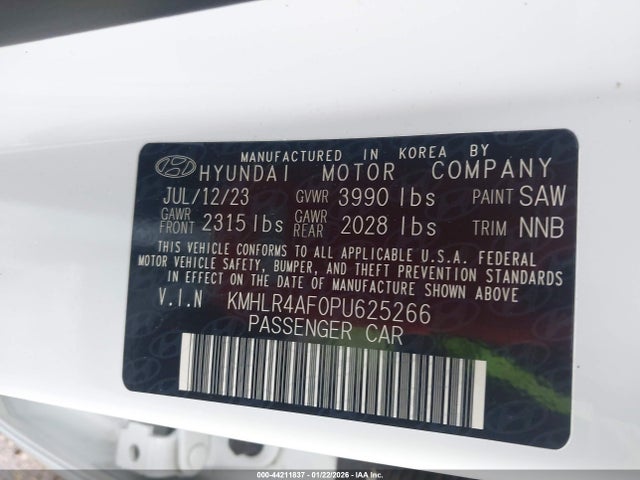 MANUFACTURED IN KOREA BY
HYUNDAI MOTOR COMPANY
JUL/12/23 GVWR 3990 lbs PAINT SAW
GAWR FRONT 2315 lbs GAWR REAR 2028 lbs TRIM NNB
THIS VEHICLE CONFORMS TO ALL APPLICABLE U.S.A. FEDERAL
MOTOR VEHICLE SAFETY, BUMPER, AND THEFT PREVENTION STANDARDS
IN EFFECT ON THE DATE OF MANUFACTURE SHOWN ABOVE.
V.I.N KMHLR4AF0PU625266
PASSENGER CAR
000-44211837 - 01/22/2026 - IAA Inc.